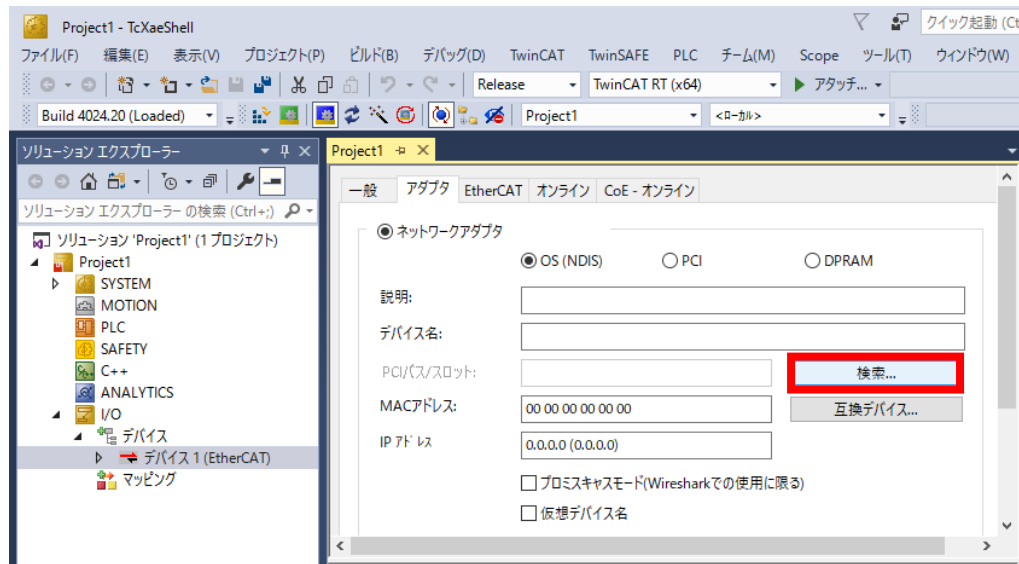 Project1 - TcXaeShell
クイック起動 (Ct
ファイル(F) 編集(E) 表示(V) プロジェクト(P) ビルド(B) デバッグ(D) TwinCAT TwinSAFE PLC チーム(M) Scope ツール(T) ウィンドウ(W)
Release TwinCAT RT (x64) アタッチ...
Build 4024.20 (Loaded) Project1 <ローカル>
ソリューション エクスプローラー
Project1
ソリューション エクスプローラー の検索 (Ctrl+;)
一般 アダプタ EtherCAT オンライン CoE - オンライン
ソリューション 'Project1' (1 プロジェクト)
Project1
SYSTEM
MOTION
PLC
SAFETY
C++
ANALYTICS
I/O
デバイス
デバイス 1 (EtherCAT)
マッピング
ネットワークアダプタ
OS (NDIS) PCI DPRAM
説明:
デバイス名:
PCIバス/スロット: 検索...
MACアドレス: 00 00 00 00 00 00 互換デバイス...
IP アドレス 0.0.0.0 (0.0.0.0)
プロミスキャスモード(Wiresharkでの使用に限る)
仮想デバイス名